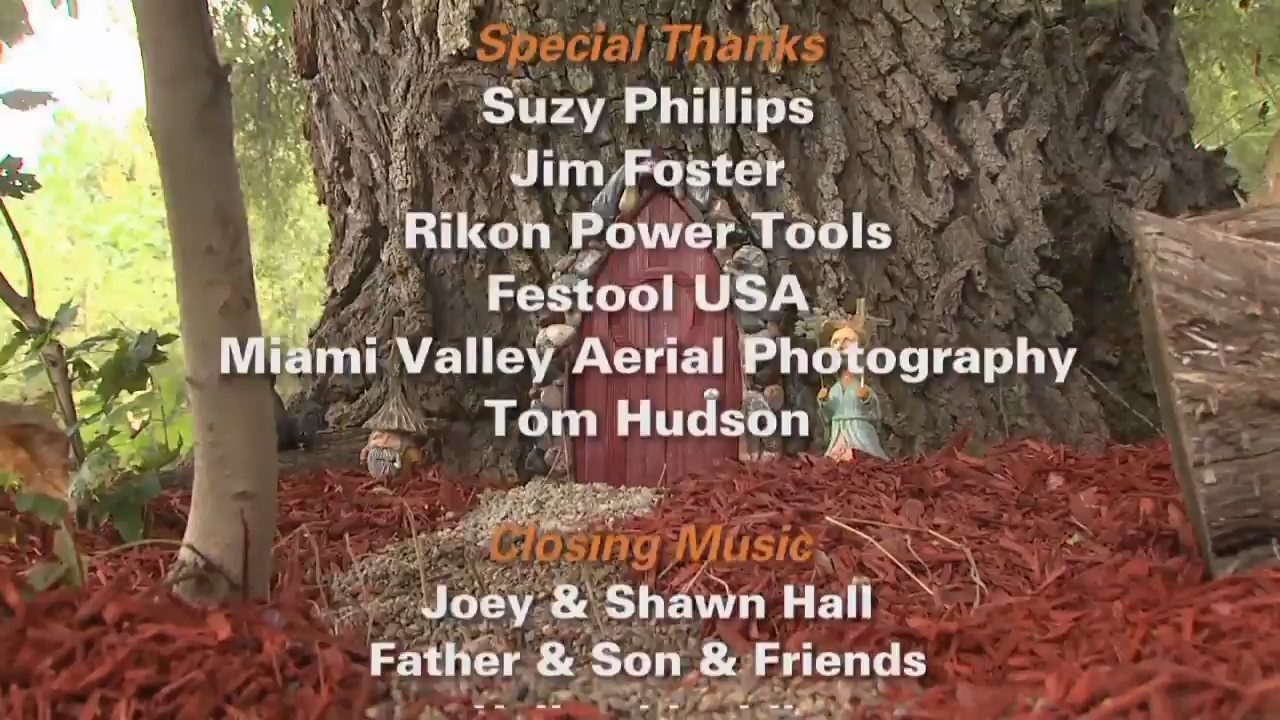 Special Thanks
Suzy Phillips
Jim Foster
Rikon Power Tools
Festool USA
Miami Valley Aerial Photography
Tom Hudson
Closing Music
Joey & Shawn Hall
Father & Son & Friends